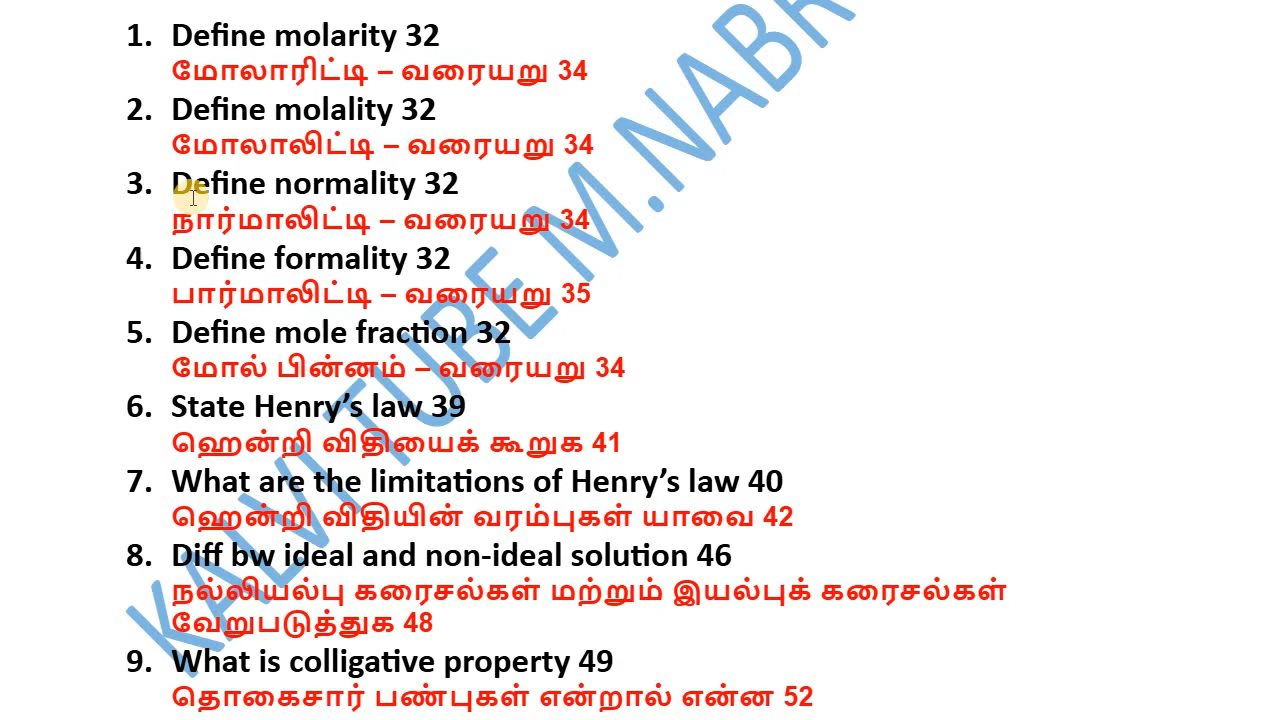 1. Define molarity 32
மோலாரிட்டி – வரையறு 34
2. Define molality 32
மோலாலிட்டி – வரையறு 34
3. Define normality 32
நார்மாலிட்டி – வரையறு 34
4. Define formality 32
பார்மாலிட்டி – வரையறு 35
5. Define mole fraction 32
மோல் பின்னம் – வரையறு 34
6. State Henry’s law 39
ஹென்றி விதியைக் கூறுக 41
7. What are the limitations of Henry’s law 40
ஹென்றி விதியின் வரம்புகள் யாவை 42
8. Diff bw ideal and non-ideal solution 46
நல்லியல்பு கரைசல்கள் மற்றும் இயல்புக் கரைசல்கள்
வேறுபடுத்துக 48
9. What is colligative property 49
தொகைசார் பண்புகள் என்றால் என்ன 52
KALVI TUBE M.NABR